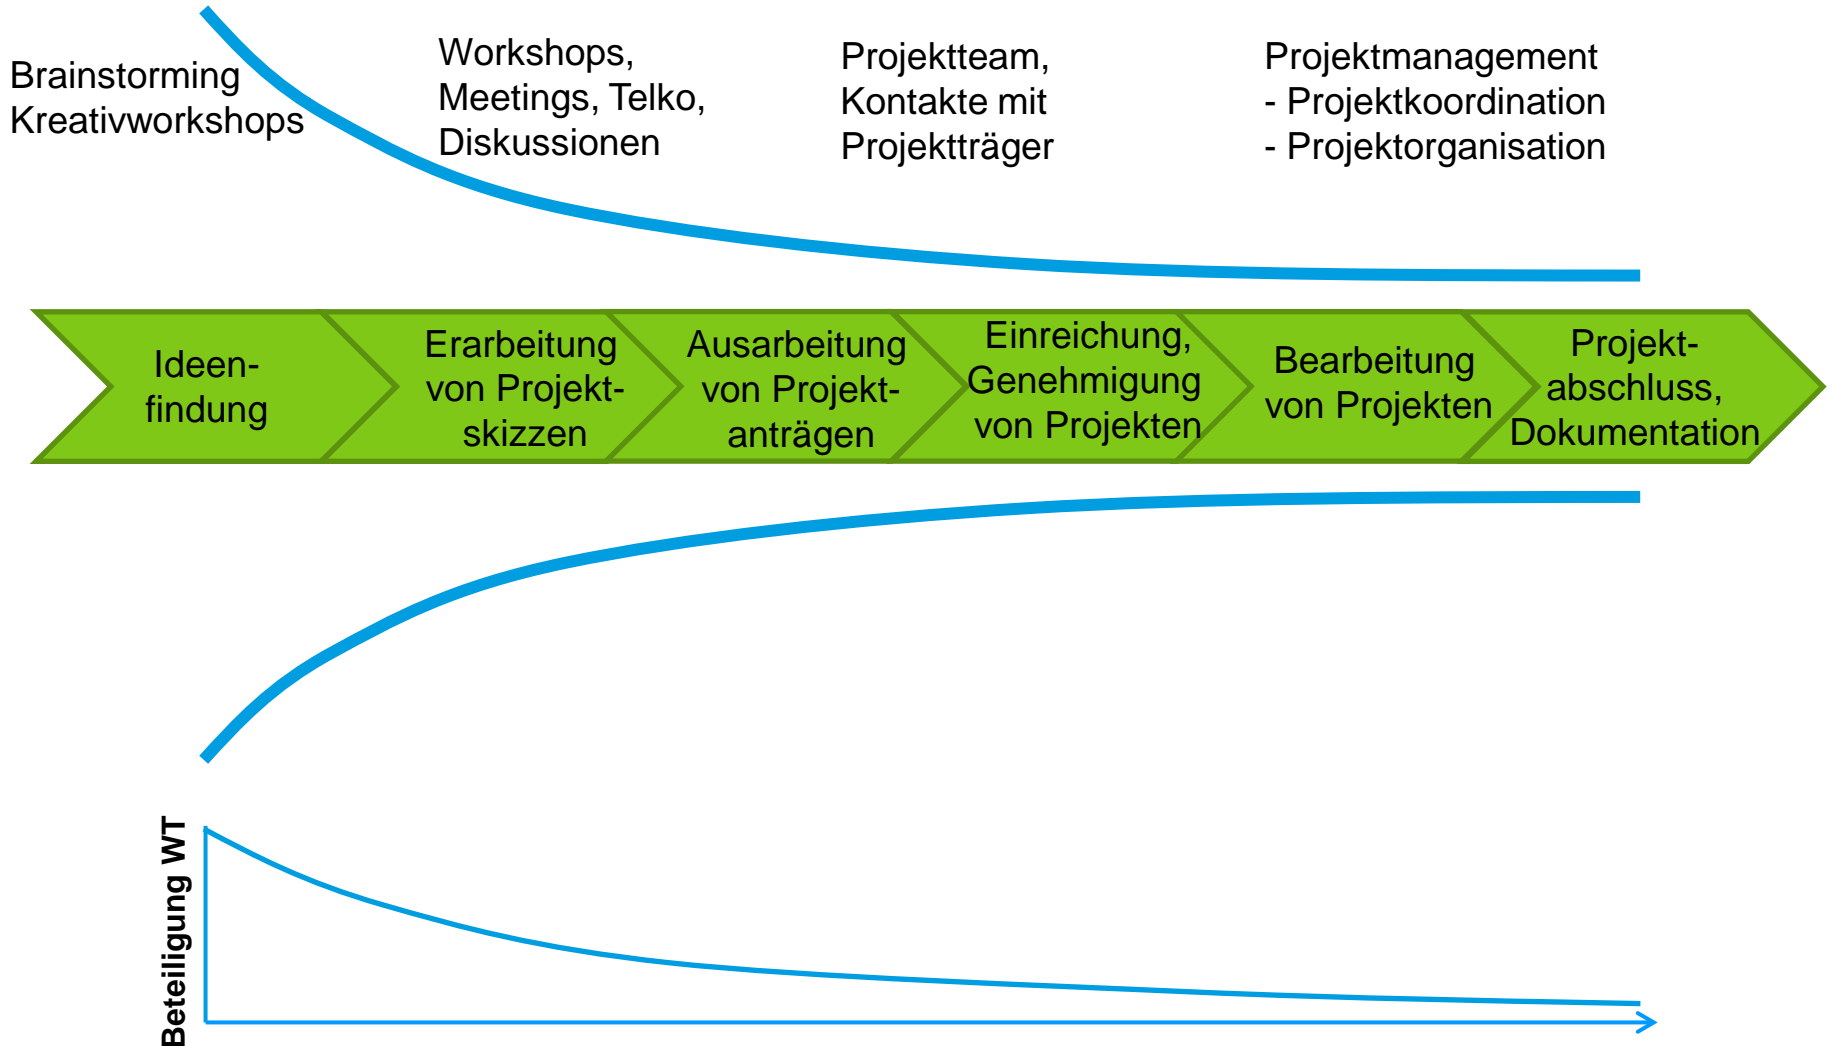 Brainstorming
Kreativworkshops
Workshops,
Meetings, Telko,
Diskussionen
Projektteam,
Kontakte mit
Projektträger
Projektmanagement
- Projektkoordination
- Projektorganisation
Ideen-
findung
Erarbeitung
von Projekt-
skizzen
Ausarbeitung
von Projekt-
anträgen
Einreichung,
Genehmigung
von Projekten
Bearbeitung
von Projekten
Projekt-
abschluss,
Dokumentation
Beteiligung WT